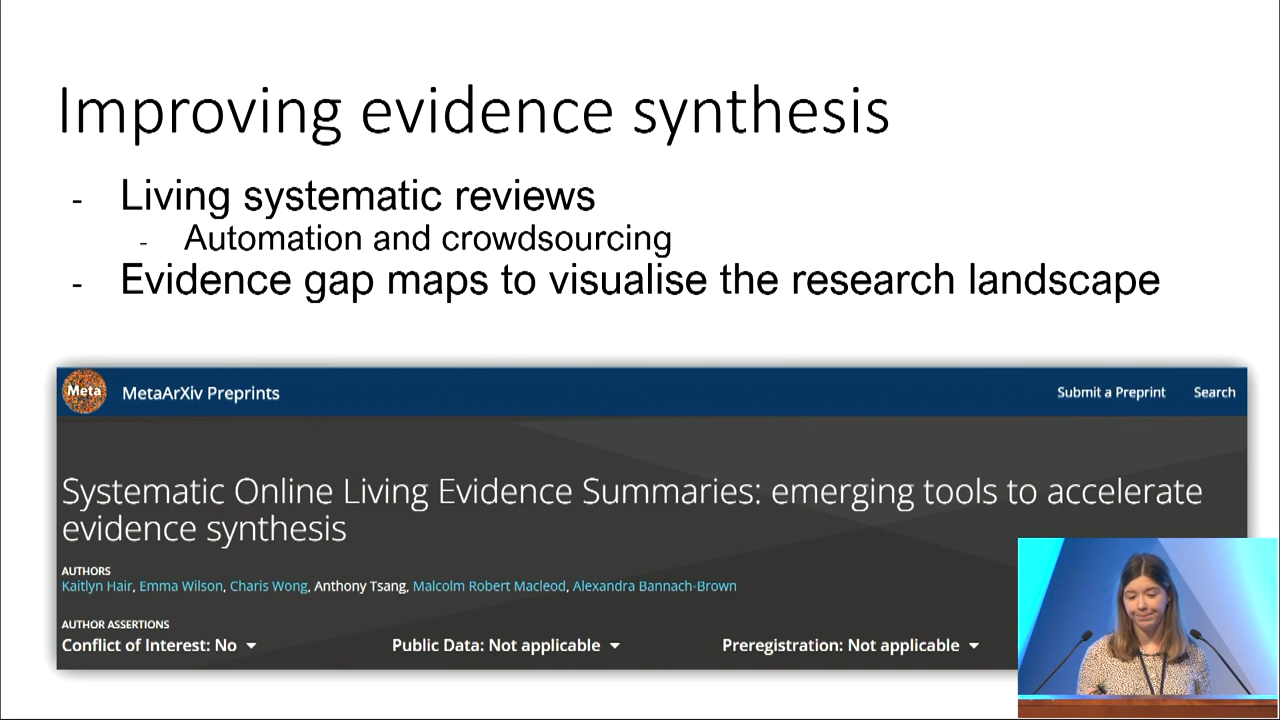 Improving evidence synthesis
- Living systematic reviews
- Automation and crowdsourcing
- Evidence gap maps to visualise the research landscape
Meta
MetaArXiv Preprints
Submit a Preprint
Search
Systematic Online Living Evidence Summaries: emerging tools to accelerate
evidence synthesis
AUTHORS
Kaitlyn Hair, Emma Wilson, Charis Wong, Anthony Tsang, Malcolm Robert Macleod, Alexandra Bannach-Brown
AUTHOR ASSERTIONS
Conflict of Interest: No
Public Data: Not applicable
Preregistration: Not applicable